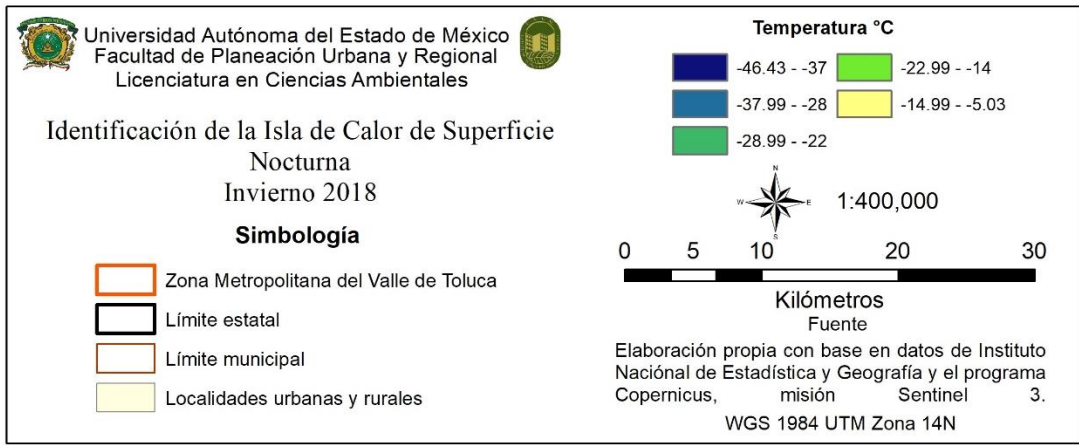 Universidad Autónoma del Estado de México
Facultad de Planeación Urbana y Regional
Licenciatura en Ciencias Ambientales
Identificación de la Isla de Calor de Superficie
Nocturna
Invierno 2018
Simbología
Zona Metropolitana del Valle de Toluca
Límite estatal
Límite municipal
Localidades urbanas y rurales
Temperatura °C
-46.43 - -37
-22.99 - -14
-37.99 - -28
-14.99 - -5.03
-28.99 - -22
N
W
E
S
1:400,000
0 5 10 20 30
Kilómetros
Fuente
Elaboración propia con base en datos de Instituto
Naciónal de Estadística y Geografía y el programa
Copernicus, misión Sentinel 3.
WGS 1984 UTM Zona 14N